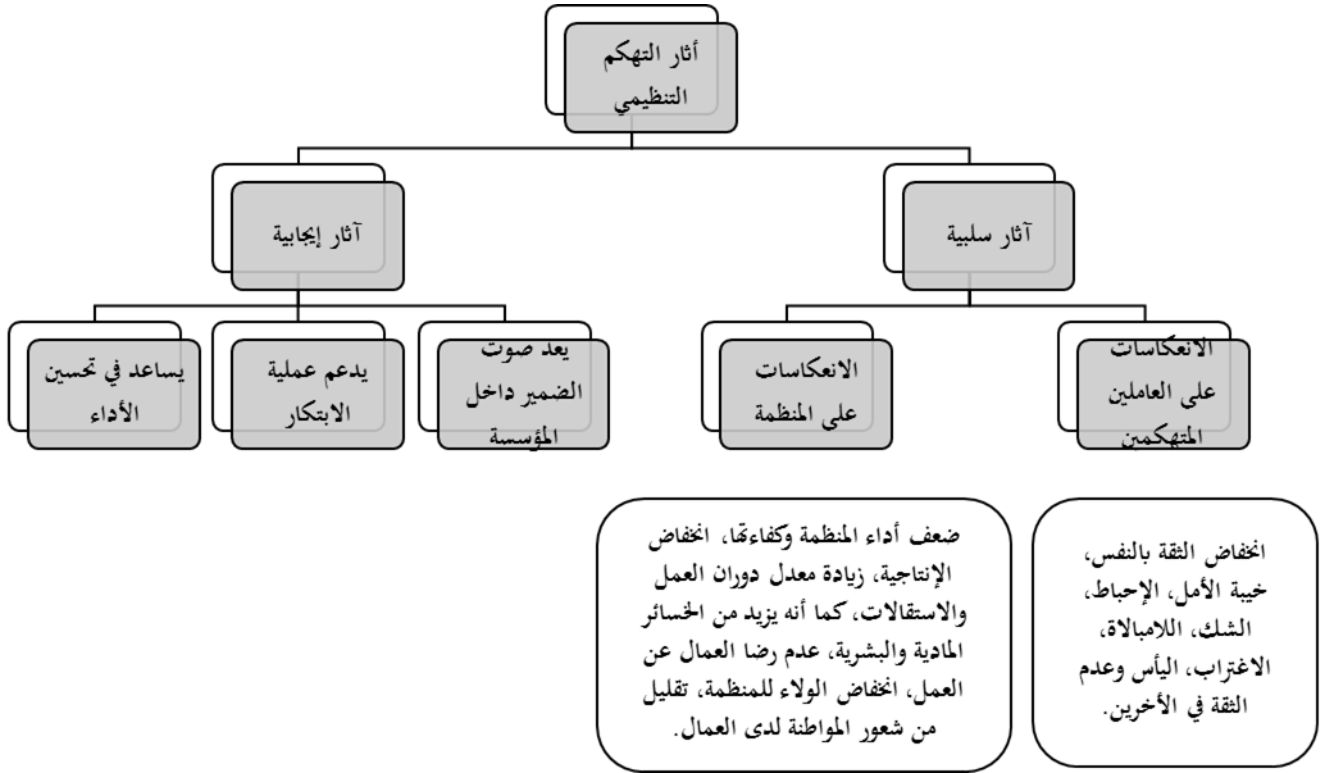 أثار التهكم
التنظيمي
آثار سلبية
آثار إيجابية
الانعكاسات
على العاملين
المتهكمين
الانعكاسات
على المنظمة
يعد صوت
الضمير داخل
المؤسسة
يدعم عملية
الابتكار
يساعد في تحسين
الأداء
انخفاض الثقة بالنفس،
خيبة الأمل، الإحباط،
الشك، اللامبالاة،
الاغتراب، اليأس وعدم
الثقة في الأخرين.
ضعف أداء المنظمة وكفاءتها، انخفاض
الإنتاجية، زيادة معدل دوران العمل
والاستقالات، كما أنه يزيد من الخسائر
المادية والبشرية، عدم رضا العمال عن
العمل، انخفاض الولاء للمنظمة، تقليل
من شعور المواطنة لدى العمال.